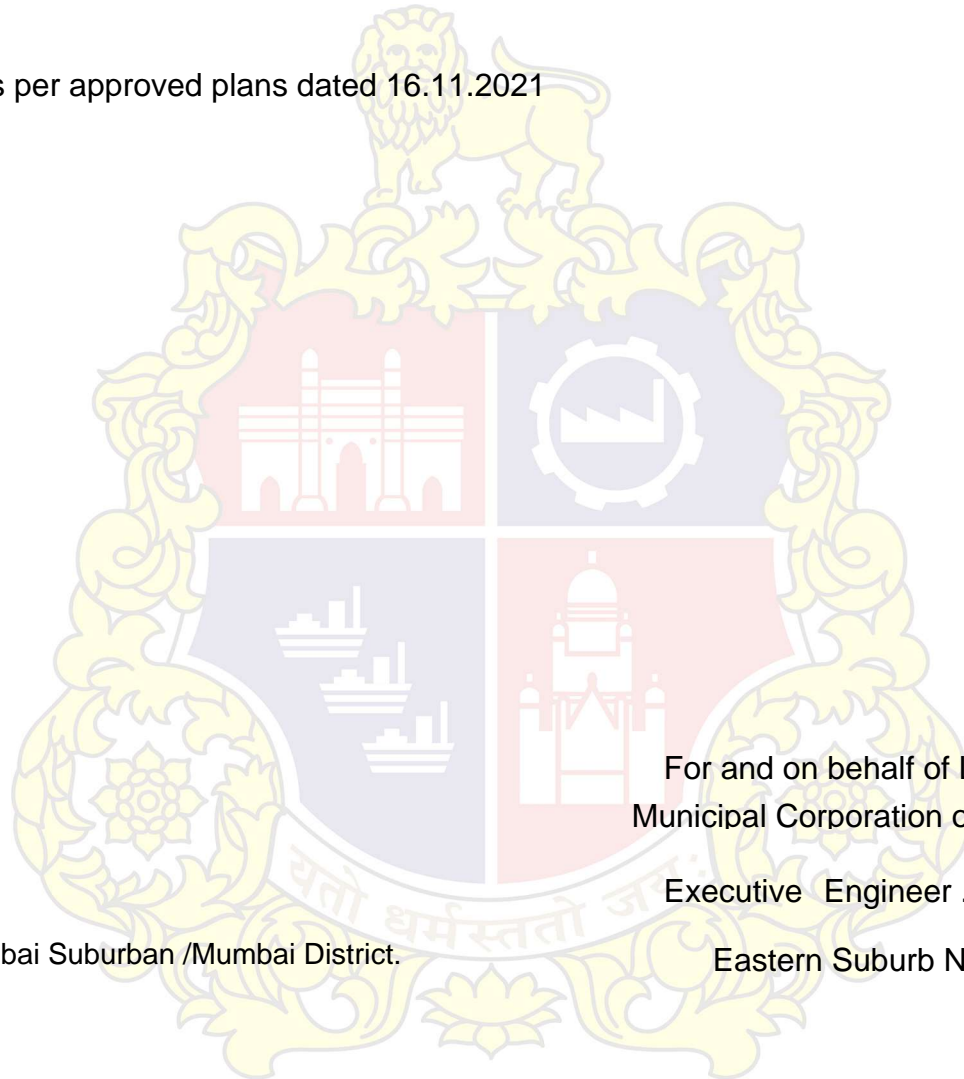 s per approved plans dated 16.11.2021
For and on behalf of
Municipal Corporation
Executive Engineer
bai Suburban /Mumbai District.
Eastern Suburb N
यतो धर्मस्ततो जयः